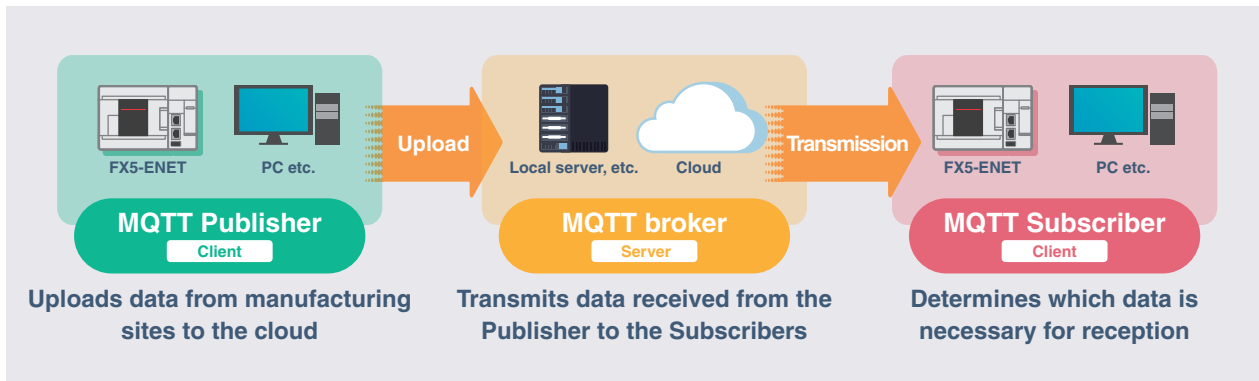 FX5-ENET
PC etc.
MQTT Publisher
Client
Uploads data from manufacturing
sites to the cloud
Upload
Local server, etc.
Cloud
MQTT broker
Server
Transmits data received from the
Publisher to the Subscribers
Transmission
FX5-ENET
PC etc.
MQTT Subscriber
Client
Determines which data is
necessary for reception